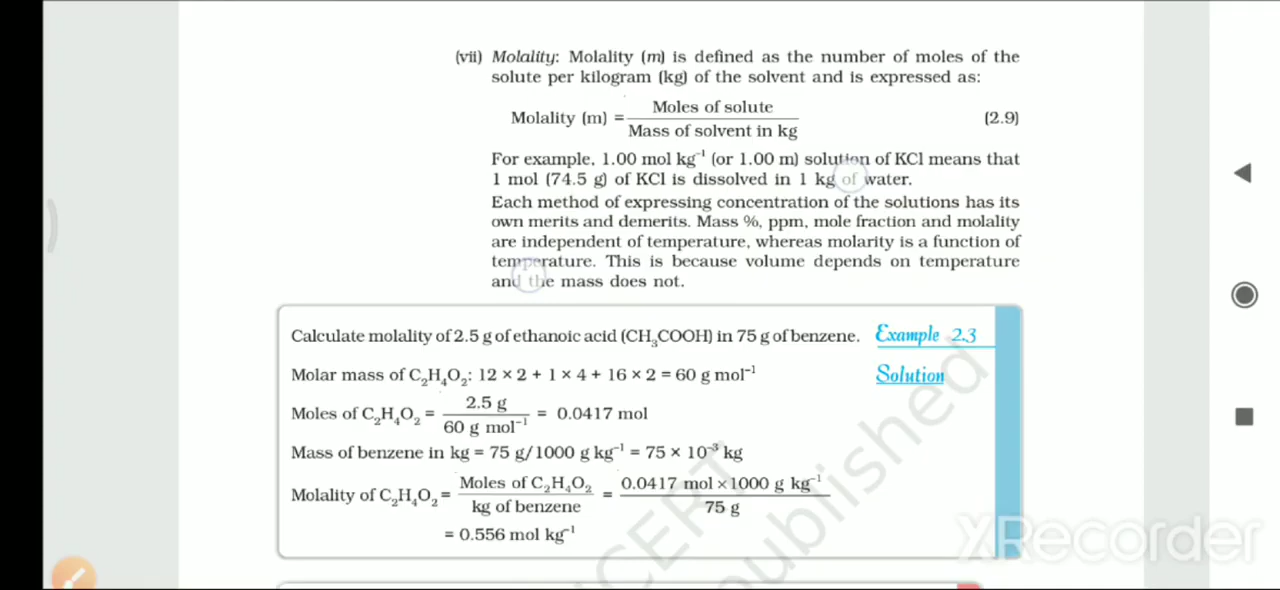 (vii) Molality: Molality (m) is defined as the number of moles of the
solute per kilogram (kg) of the solvent and is expressed as:
Molality (m) = Moles of solute / Mass of solvent in kg (2.9)
For example, 1.00 mol kg⁻¹ (or 1.00 m) solution of KCl means that
1 mol (74.5 g) of KCl is dissolved in 1 kg of water.
Each method of expressing concentration of the solutions has its
own merits and demerits. Mass %, ppm, mole fraction and molality
are independent of temperature, whereas molarity is a function of
temperature. This is because volume depends on temperature
and the mass does not.
Calculate molality of 2.5 g of ethanoic acid (CH₃COOH) in 75 g of benzene. Example 2.3
Molar mass of C₂H₄O₂: 12 × 2 + 1 × 4 + 16 × 2 = 60 g mol⁻¹ Solution
Moles of C₂H₄O₂ = 2.5 g / 60 g mol⁻¹ = 0.0417 mol
Mass of benzene in kg = 75 g/1000 g kg⁻¹ = 75 × 10⁻³ kg
Molality of C₂H₄O₂ = Moles of C₂H₄O₂ / kg of benzene = 0.0417 mol × 1000 g kg⁻¹ / 75 g
= 0.556 mol kg⁻¹
NCERT
published
XRecorder